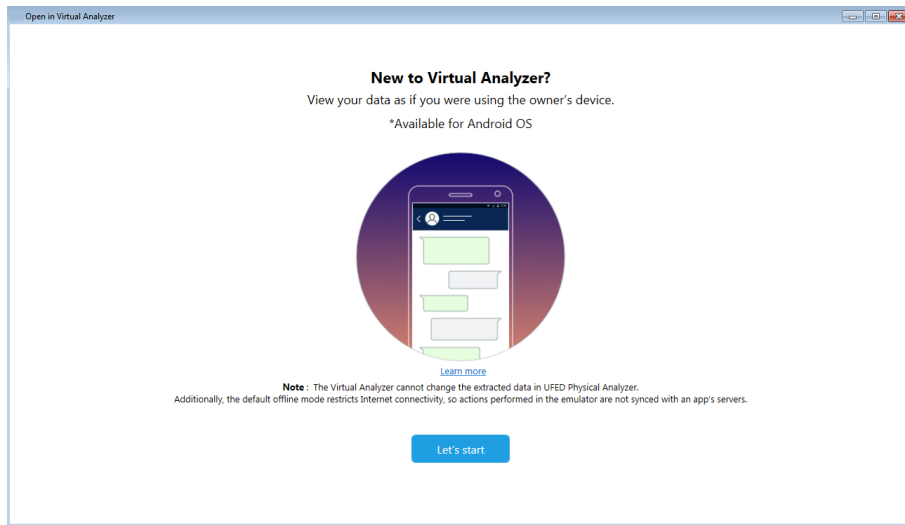 Open in Virtual Analyzer
New to Virtual Analyzer?
View your data as if you were using the owner's device.
*Available for Android OS
Learn more
Note : The Virtual Analyzer cannot change the extracted data in UFED Physical Analyzer.
Additionally, the default offline mode restricts Internet connectivity, so actions performed in the emulator are not synced with an app's servers.
Let's start